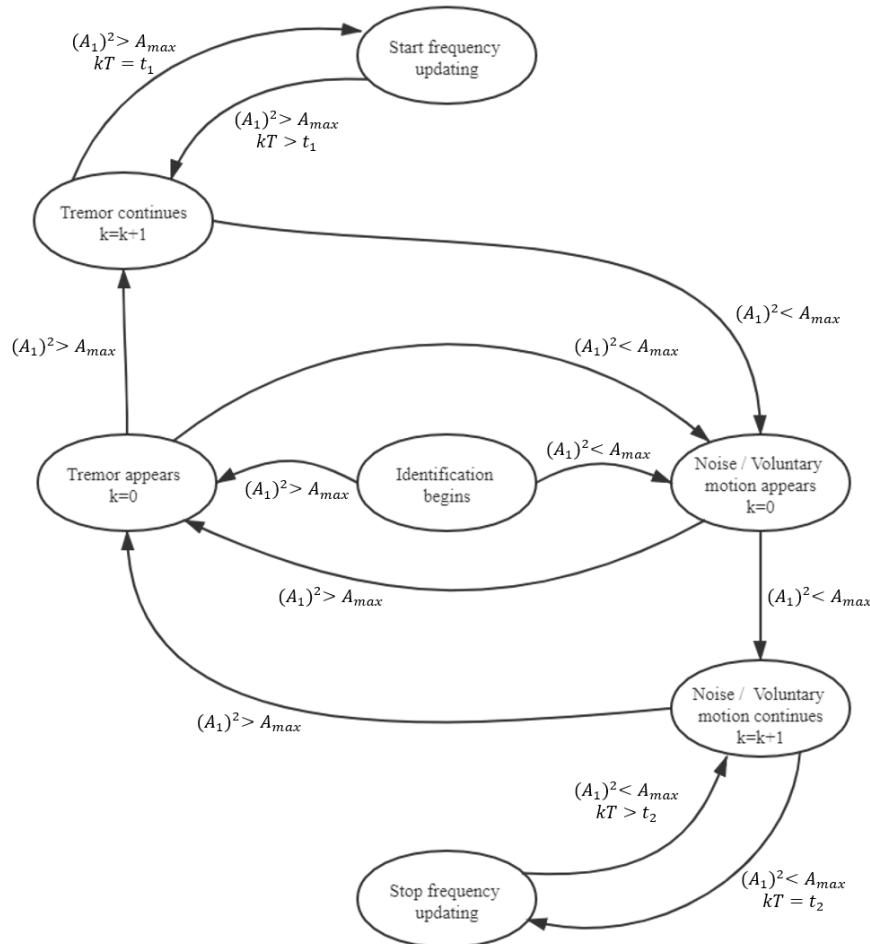 (A₁)²> Aₘₐₓ
kT = t₁
Start frequency
updating
(A₁)²> Aₘₐₓ
kT > t₁
Tremor continues
k=k+1
(A₁)²< Aₘₐₓ
(A₁)²> Aₘₐₓ
(A₁)²< Aₘₐₓ
Tremor appears
k=0
(A₁)²> Aₘₐₓ
Identification
begins
(A₁)²< Aₘₐₓ
Noise / Voluntary
motion appears
k=0
(A₁)²> Aₘₐₓ
(A₁)²< Aₘₐₓ
(A₁)²> Aₘₐₓ
Noise / Voluntary
motion continues
k=k+1
(A₁)²< Aₘₐₓ
kT > t₂
Stop frequency
updating
(A₁)²< Aₘₐₓ
kT = t₂